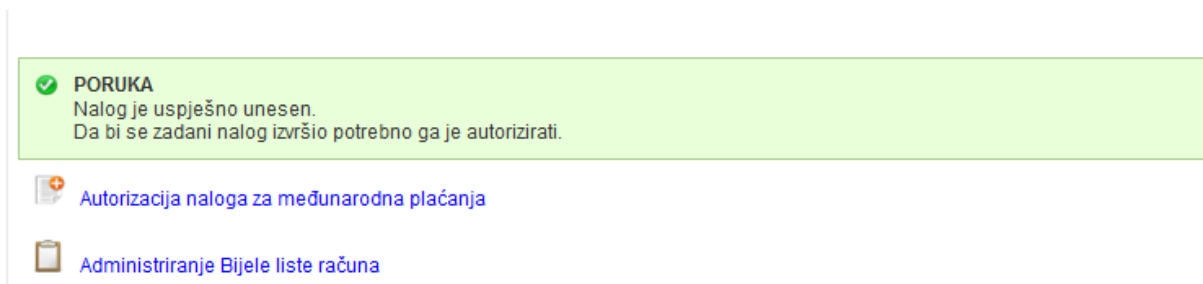 PORUKA
Nalog je uspješno unesen.
Da bi se zadani nalog izvršio potrebno ga je autorizirati.
Autorizacija naloga za međunarodna plaćanja
Administriranje Bijele liste računa